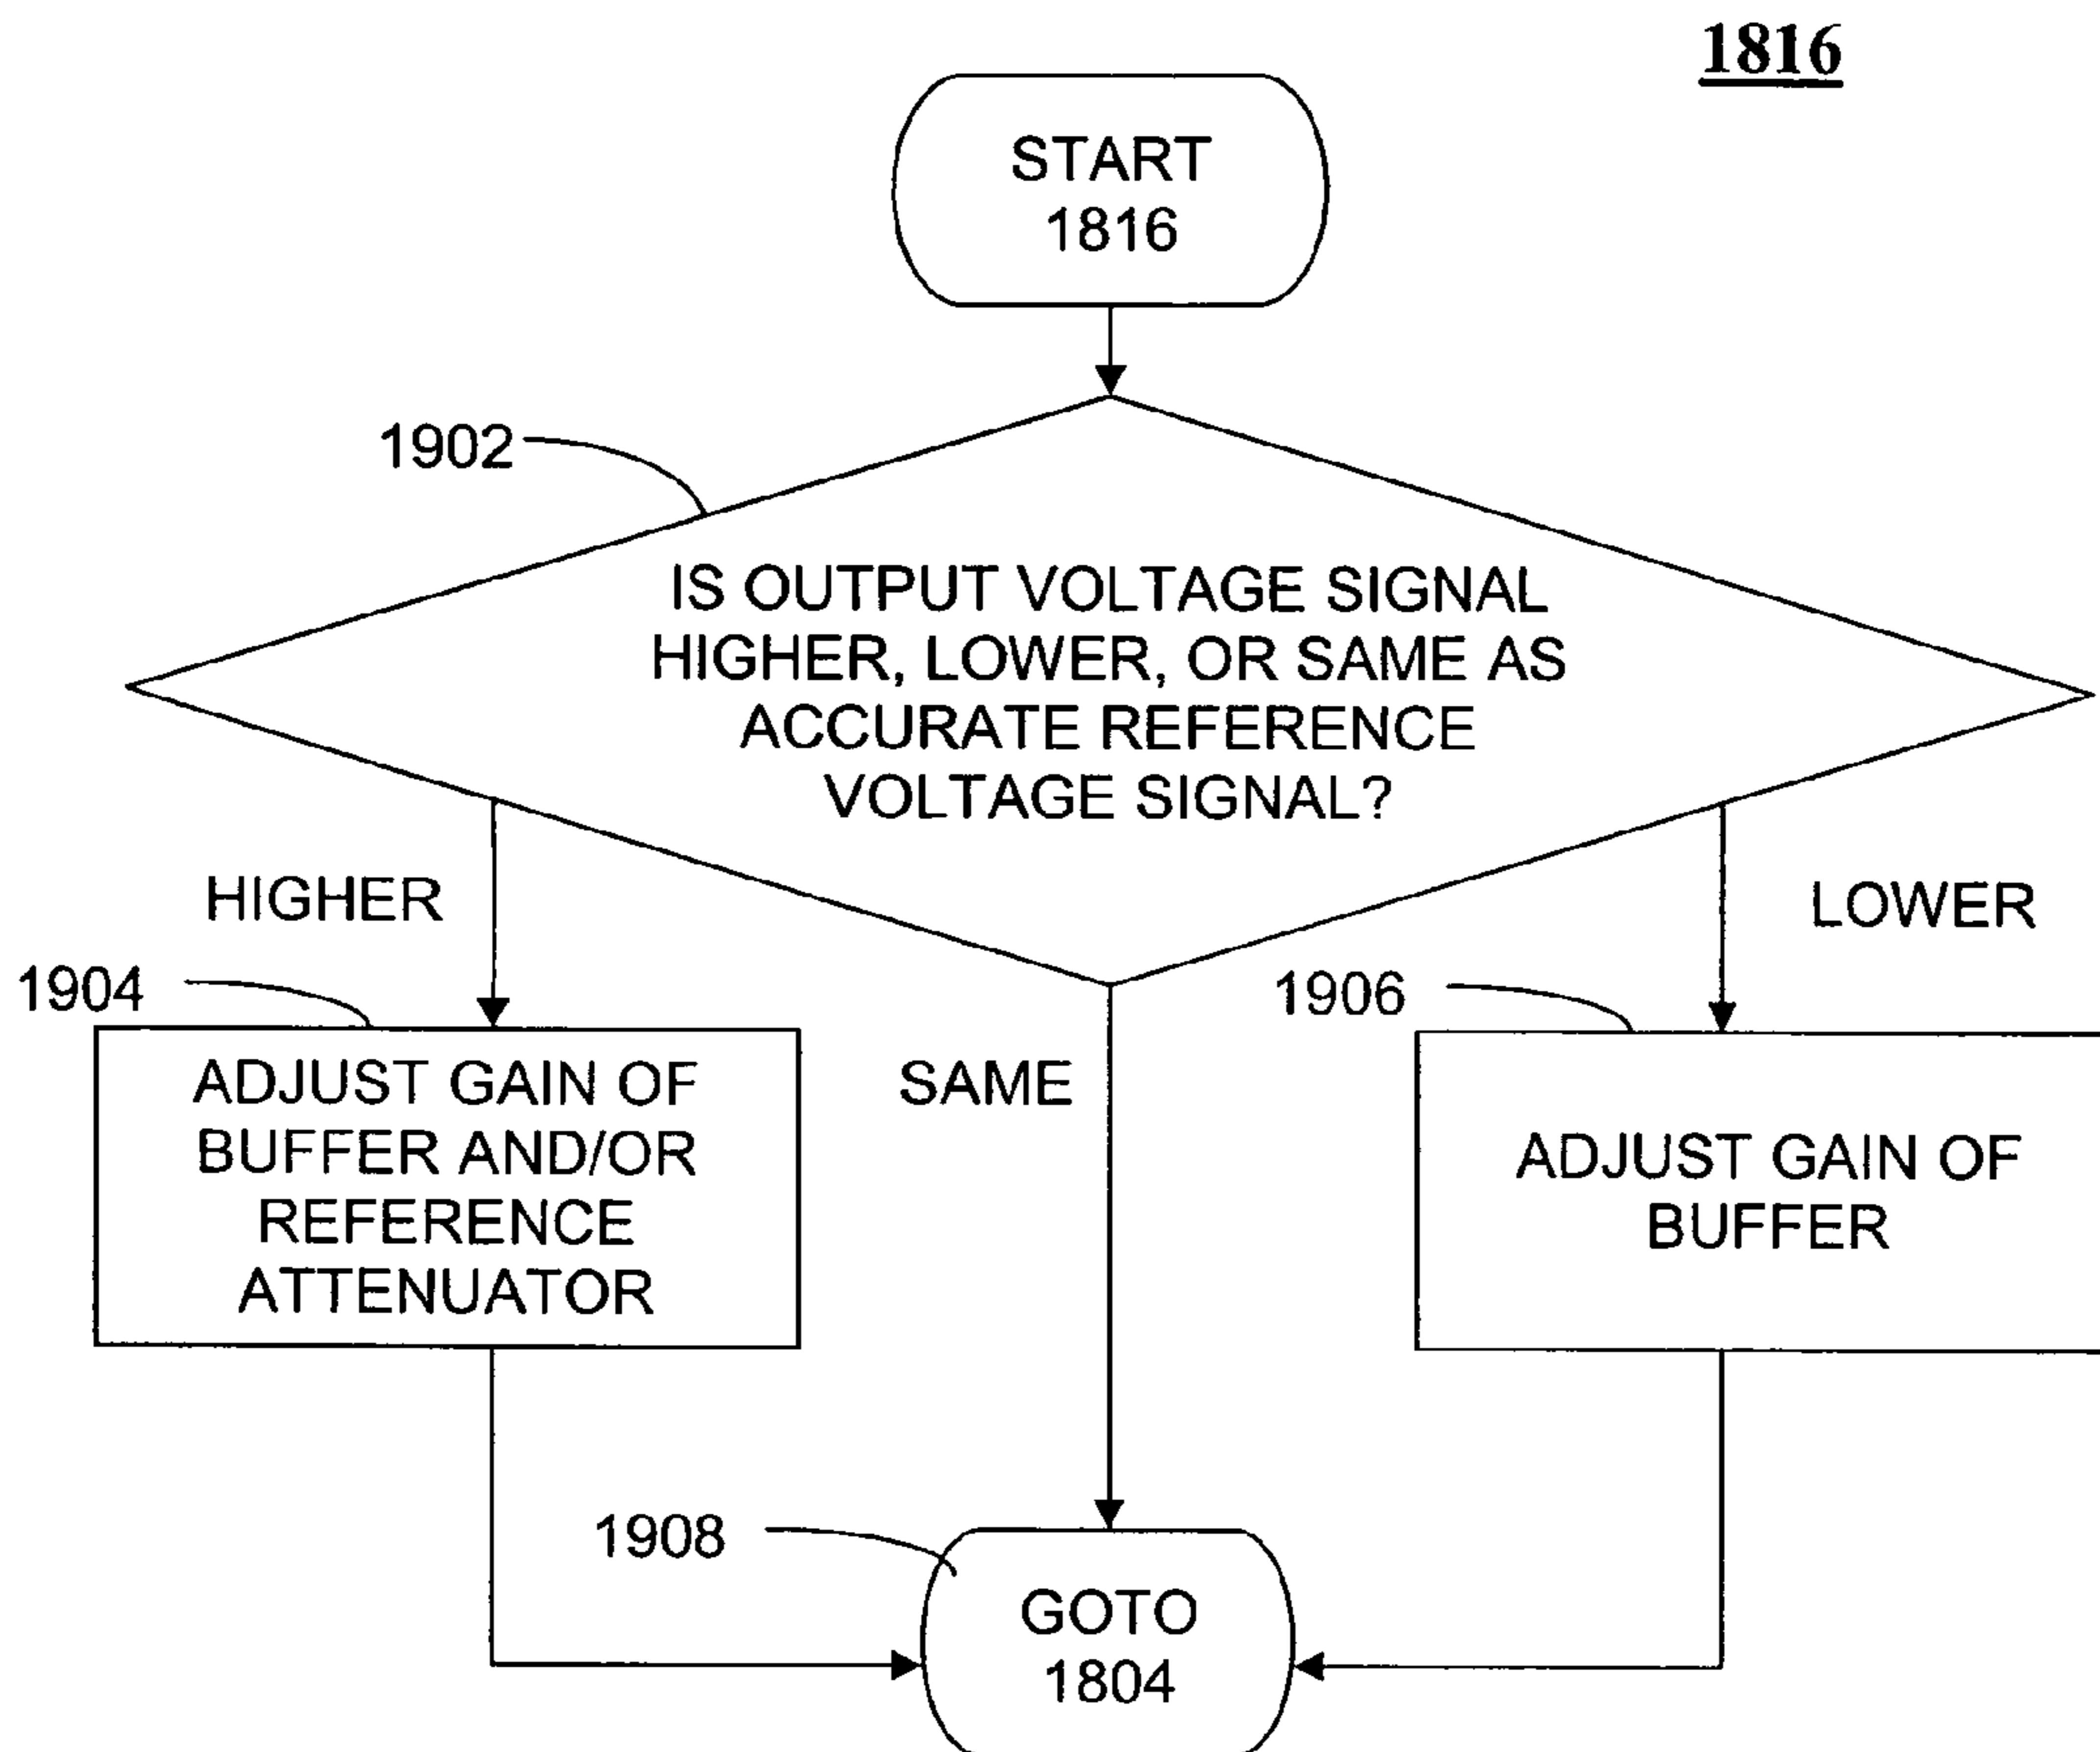 1816
START
1816
1902
IS OUTPUT VOLTAGE SIGNAL
HIGHER, LOWER, OR SAME AS
ACCURATE REFERENCE
VOLTAGE SIGNAL?
HIGHER
LOWER
1904
1906
ADJUST GAIN OF
BUFFER AND/OR
REFERENCE
ATTENUATOR
SAME
ADJUST GAIN OF
BUFFER
1908
GOTO
1804